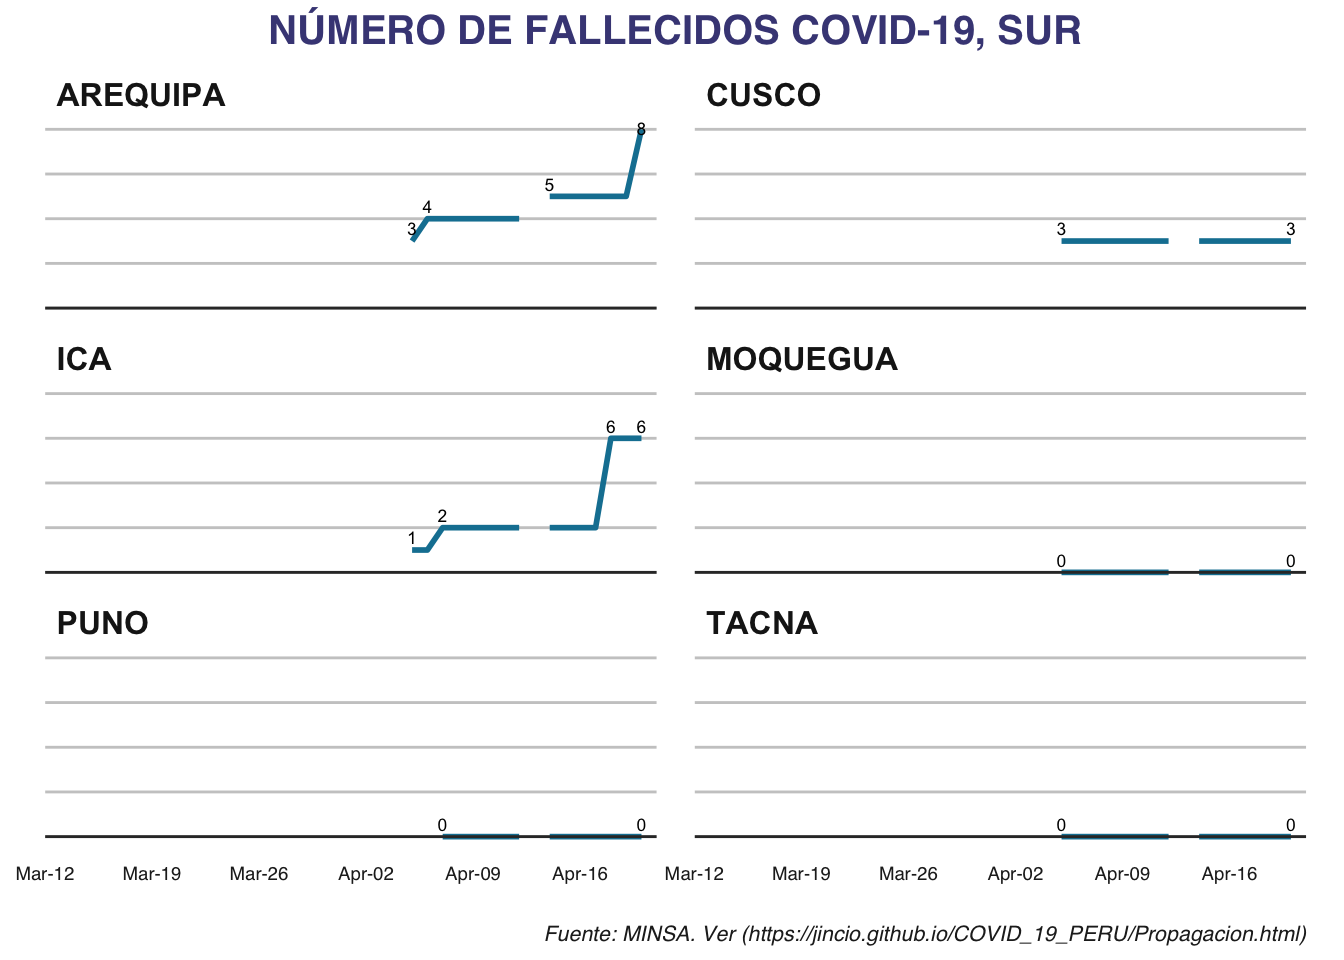 NÚMERO DE FALLECIDOS COVID-19, SUR
AREQUIPA
3
4
5
8
CUSCO
3
3
ICA
1
2
6
6
MOQUEGUA
0
0
PUNO
0
0
TACNA
0
0
Mar-12 Mar-19 Mar-26 Apr-02 Apr-09 Apr-16 Mar-12 Mar-19 Mar-26 Apr-02 Apr-09 Apr-16
Fuente: MINSA. Ver (https://jincio.github.io/COVID_19_PERU/Propagacion.html)